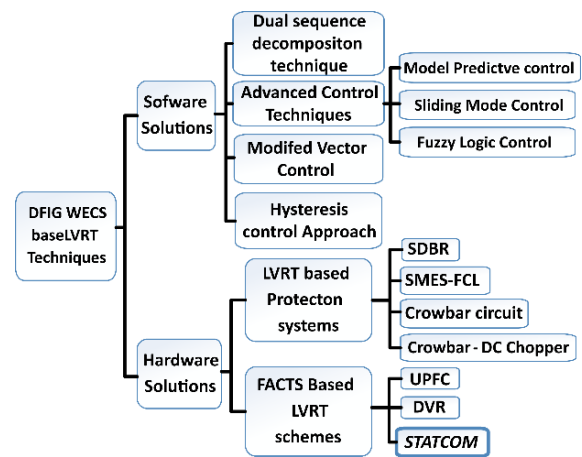 DFIG WECS
baseLVRT
Techniques
Sofware
Solutions
Dual sequence
decompositon
technique
Advanced Control
Techniques
Model Predictve control
Sliding Mode Control
Fuzzy Logic Control
Modifed Vector
Control
Hysteresis
control Approach
Hardware
Solutions
LVRT based
Protecton
systems
SDBR
SMES-FCL
Crowbar circuit
Crowbar - DC Chopper
FACTS Based
LVRT
schemes
UPFC
DVR
STATCOM